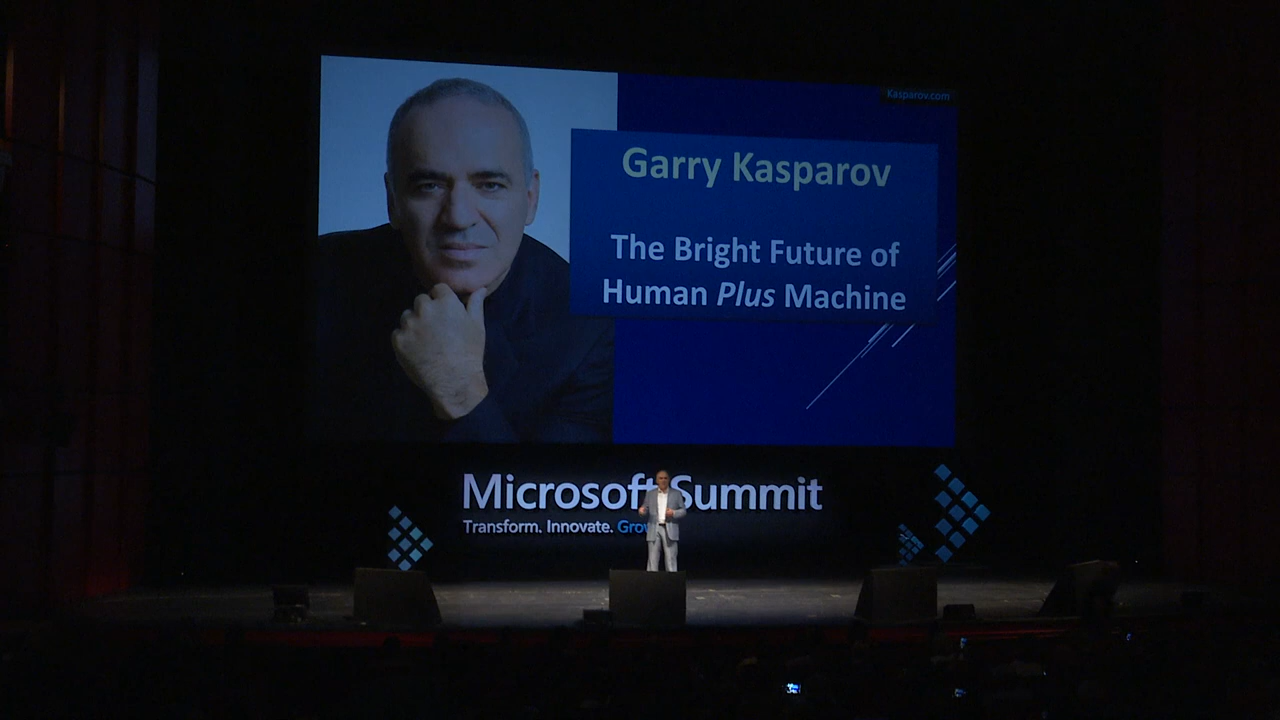 Kasparov.com
Garry Kasparov
The Bright Future of
Human Plus Machine
Microsoft Summit
Transform. Innovate.